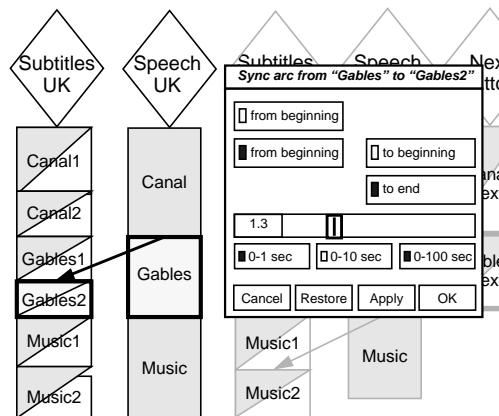 Subtitles
UK
Speech
UK
Subtitles
Speech
Canal1
Canal2
Gables1
Gables2
Music1
Music2
Canal
Gables
Music
Sync arc from “Gables” to “Gables2”
from beginning
from beginning
to beginning
to end
1.3
0-1 sec
0-10 sec
0-100 sec
Cancel
Restore
Apply
OK
Music1
Music2
Music